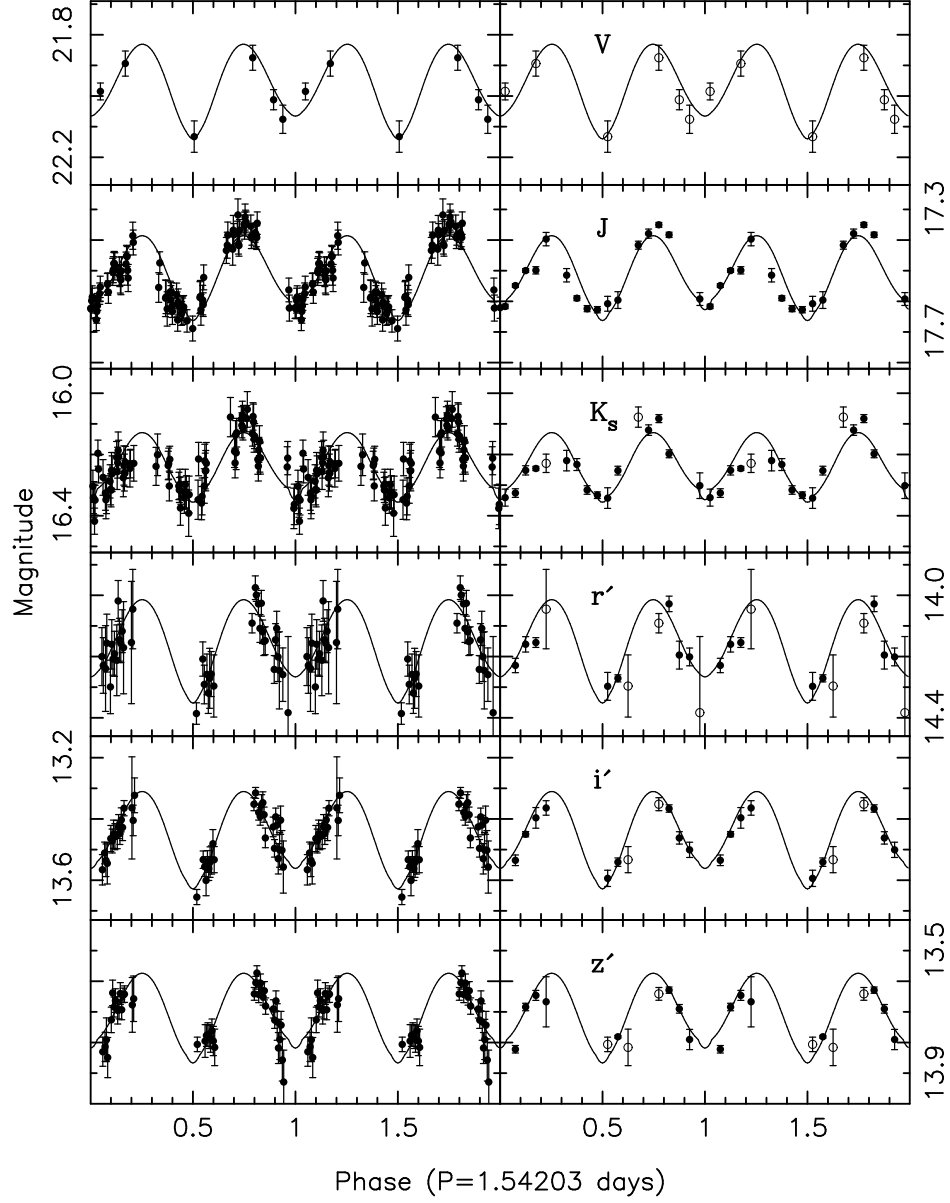 21.8
V
22.2
17.3
J
17.7
16.0
Ks
16.4
Magnitude
14.0
r′
14.4
13.2
i′
13.6
13.5
z′
13.9
0.5 1 1.5 0.5 1 1.5
Phase (P=1.54203 days)